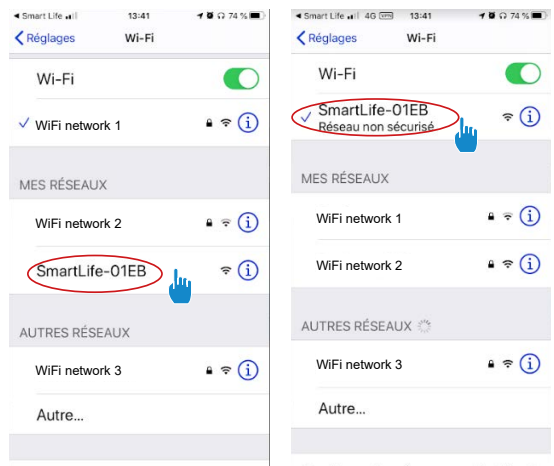 Smart Life 13:41 74 %
Réglages Wi-Fi
Wi-Fi
WiFi network 1
MES RÉSEAUX
WiFi network 2
SmartLife-01EB
AUTRES RÉSEAUX
WiFi network 3
Autre...
Smart Life 4G VPN 13:41 74 %
Réglages Wi-Fi
Wi-Fi
SmartLife-01EB
Réseau non sécurisé
MES RÉSEAUX
WiFi network 1
WiFi network 2
AUTRES RÉSEAUX
WiFi network 3
Autre...